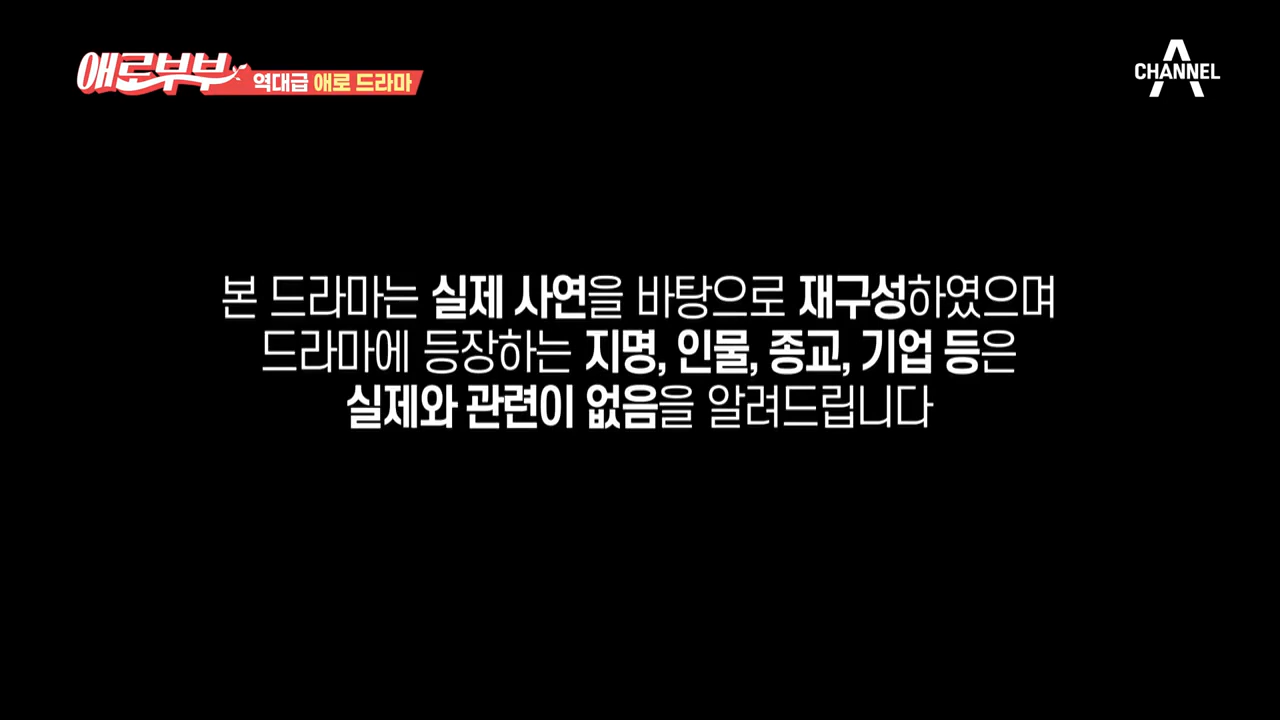 애로부부 역대급 애로 드라마
CHANNEL A
본 드라마는 실제 사연을 바탕으로 재구성하였으며
드라마에 등장하는 지명, 인물, 종교, 기업 등은
실제와 관련이 없음을 알려드립니다